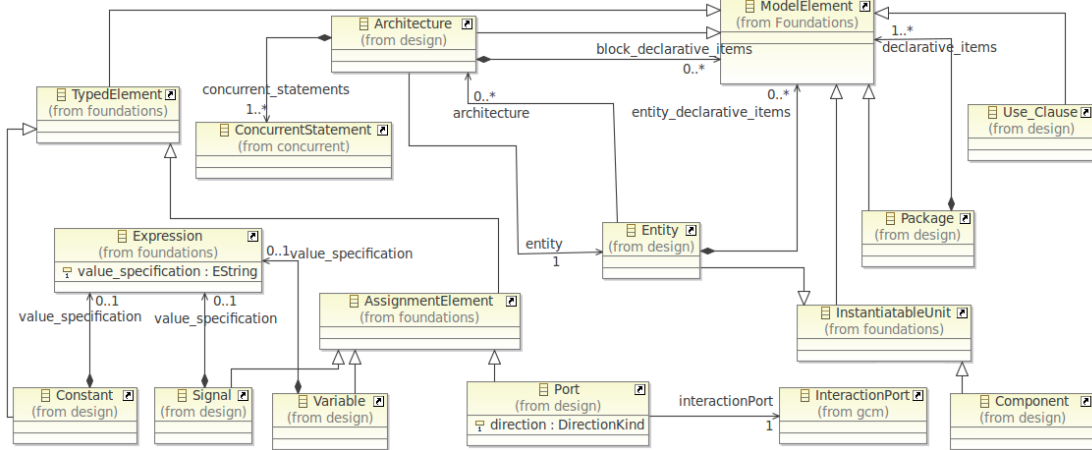 ModelElement
(from Foundations)
Architecture
(from design)
block_declarative_items
0..*
1..*
declarative_items
concurrent_statements
1..*
0..*
architecture
0..*
entity_declarative_items
TypedElement
(from foundations)
ConcurrentStatement
(from concurrent)
Use_Clause
(from design)
Expression
(from foundations)
value_specification : EString
0..1
value_specification
entity
1
Entity
(from design)
Package
(from design)
0..1
value_specification
0..1
value_specification
AssignmentElement
(from foundations)
InstantiatableUnit
(from foundations)
Constant
(from design)
Signal
(from design)
Variable
(from design)
Port
(from design)
direction : DirectionKind
interactionPort
1
InteractionPort
(from gcm)
Component
(from design)